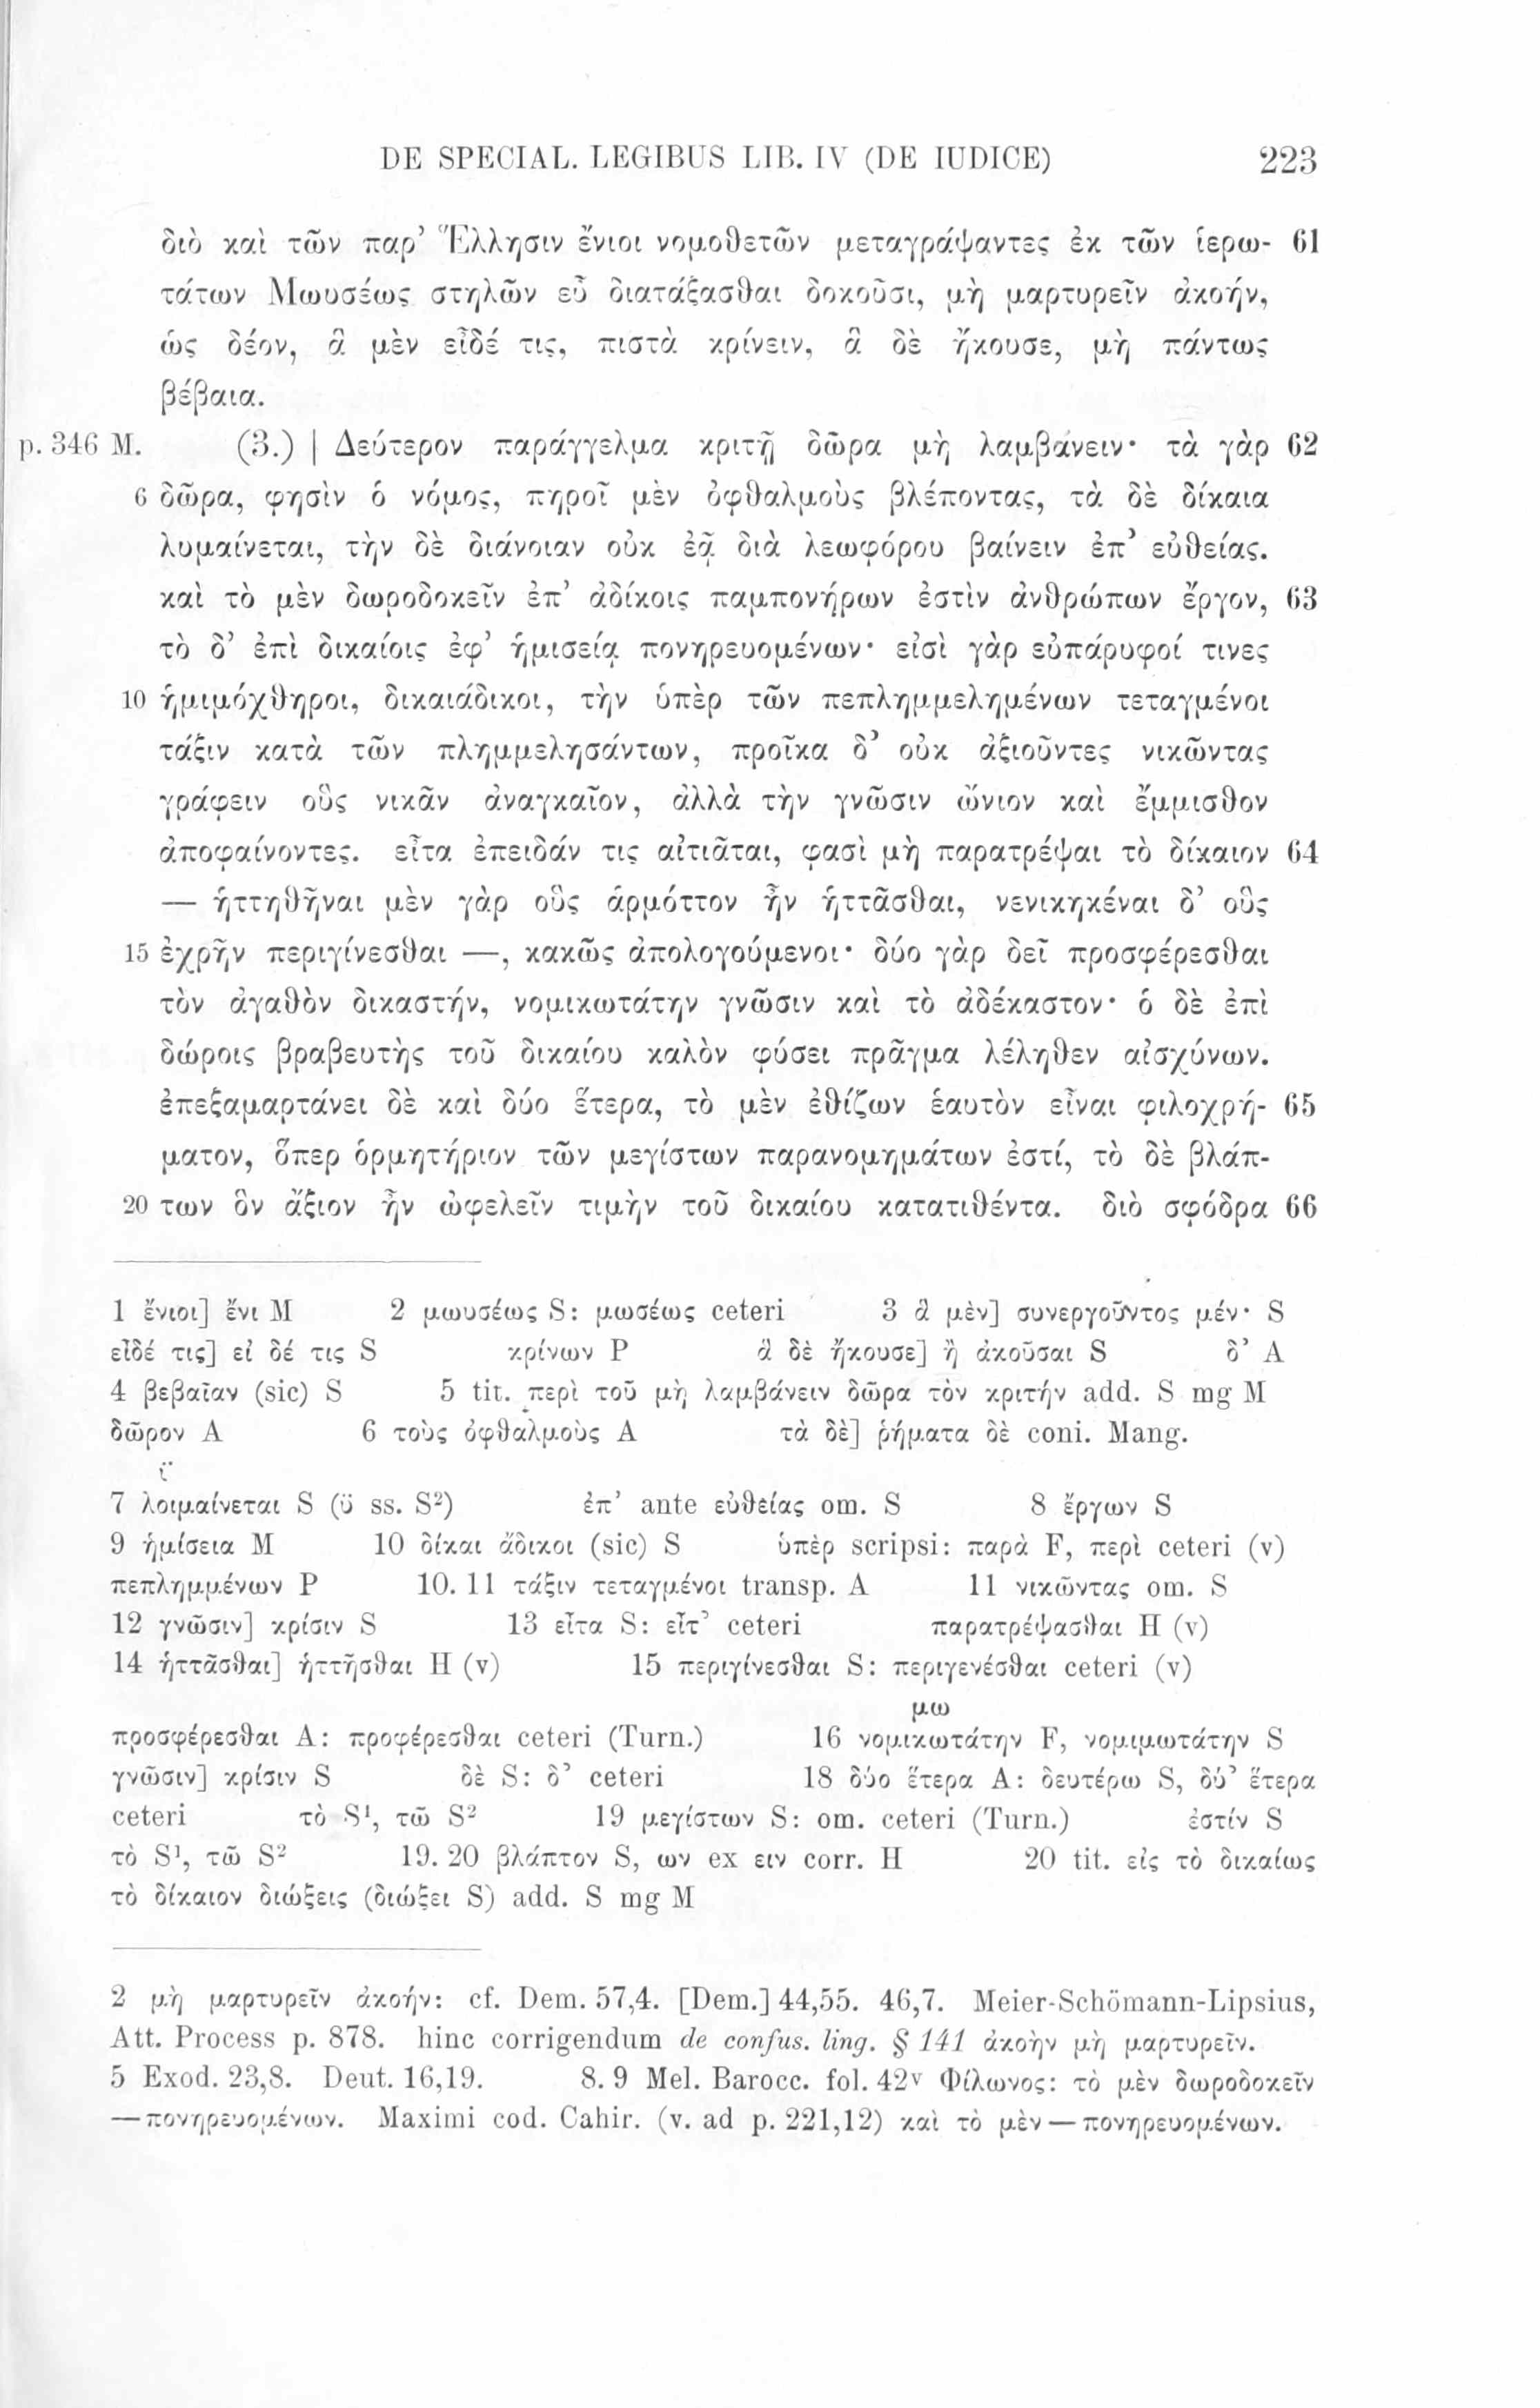 DE SPECIAL. LEGIBUS LIB. IV (DE IUDICE) 223
διὸ καὶ τῶν παρ’ Ἕλλησιν ἔνιοι νομοθετῶν μεταγράψαντες ἐκ τῶν ἱερω- 61
τάτων Μωυσέως στηλῶν εὖ διατάξασθαι δοκοῦσι, μὴ μαρτυρεῖν ἀκοήν,
ὡς δέον, ἃ μὲν εἶδέ τις, πιστὰ κρίνειν, ἃ δὲ ἤκουσε, μὴ πάντως
βέβαια.
p. 346 M. (3.) | Δεύτερον παράγγελμα κριτῇ δῶρα μὴ λαμβάνειν· τὰ γὰρ 62
6 δῶρα, φησὶν ὁ νόμος, πηροῖ μὲν ὀφθαλμοὺς βλέποντας, τὰ δὲ δίκαια
λυμαίνεται, τὴν δὲ διάνοιαν οὐκ ἐᾷ διὰ λεωφόρου βαίνειν ἐπ’ εὐθείας.
καὶ τὸ μὲν δωροδοκεῖν ἐπ’ ἀδίκοις παμπονήρων ἐστὶν ἀνθρώπων ἔργον, 63
τὸ δ’ ἐπὶ δικαίοις ἐφ’ ἡμισείᾳ πονηρευομένων· εἰσὶ γὰρ εὐπάρυφοί τινες
10 ἡμιμόχθηροι, δικαιάδικοι, τὴν ὑπὲρ τῶν πεπλημμελημένων τεταγμένοι
τάξιν κατὰ τῶν πλημμελησάντων, προῖκα δ’ οὐκ ἀξιοῦντες νικῶντας
γράφειν οὓς νικᾶν ἀναγκαῖον, ἀλλὰ τὴν γνῶσιν ὤνιον καὶ ἔμμισθον
ἀποφαίνοντες. εἶτα ἐπειδάν τις αἰτιᾶται, φασὶ μὴ παρατρέψαι τὸ δίκαιον 64
— ἡττηθῆναι μὲν γὰρ οὓς ἁρμόττον ἦν ἡττᾶσθαι, νενικηκέναι δ’ οὓς
15 ἐχρῆν περιγίνεσθαι —, κακῶς ἀπολογούμενοι· δύο γὰρ δεῖ προσφέρεσθαι
τὸν ἀγαθὸν δικαστήν, νομικωτάτην γνῶσιν καὶ τὸ ἀδέκαστον· ὁ δὲ ἐπὶ
δώροις βραβευτὴς τοῦ δικαίου καλὸν φύσει πρᾶγμα λέληθεν αἰσχύνων.
ἐπεξαμαρτάνει δὲ καὶ δύο ἕτερα, τὸ μὲν ἐθίζων ἑαυτὸν εἶναι φιλοχρή- 65
ματον, ὅπερ ὁρμητήριον τῶν μεγίστων παρανομημάτων ἐστί, τὸ δὲ βλάπ-
20 των ὃν ἄξιον ἦν ὠφελεῖν τιμὴν τοῦ δικαίου κατατιθέντα. διὸ σφόδρα 66
1 ἔνιοι] ἔνι M 2 μωυσέως S: μωσέως ceteri 3 ἃ μὲν] συνεργοῦντος μέν· S
εἶδέ τις] εἰ δέ τις S κρίνων P ἃ δὲ ἤκουσε] ἢ ἀκοῦσαι S δ’ A
4 βεβαῖαν (sic) S 5 tit. περὶ τοῦ μὴ λαμβάνειν δῶρα τὸν κριτήν add. S mg M
δῶρον A 6 τοὺς ὀφθαλμοὺς A τὰ δὲ] ῥήματα δὲ coni. Mang.
ϊ
7 λοιμαίνεται S (ϋ ss. S²) ἐπ’ ante εὐθείας om. S 8 ἔργων S
9 ἡμίσεια M 10 δίκαι ἄδικοι (sic) S ὑπὲρ scripsi: παρὰ F, περὶ ceteri (v)
πεπλημμένων P 10. 11 τάξιν τεταγμένοι transp. A 11 νικῶντας om. S
12 γνῶσιν] κρίσιν S 13 εἶτα S: εἶτ’ ceteri παρατρέψασθαι H (v)
14 ἡττᾶσθαι] ἡττῆσθαι H (v) 15 περιγίνεσθαι S: περιγενέσθαι ceteri (v)
μω
προσφέρεσθαι A: προφέρεσθαι ceteri (Turn.) 16 νομικωτάτην F, νομιμωτάτην S
γνῶσιν] κρίσιν S δὲ S: δ’ ceteri 18 δύο ἕτερα A: δευτέρω S, δύ’ ἕτερα
ceteri τὸ S¹, τῶ S² 19 μεγίστων S: om. ceteri (Turn.) ἐστίν S
τὸ S¹, τῶ S² 19. 20 βλάπτον S, ων ex ειν corr. H 20 tit. εἰς τὸ δικαίως
τὸ δίκαιον διώξεις (διώξει S) add. S mg M
2 μὴ μαρτυρεῖν ἀκοήν: cf. Dem. 57,4. [Dem.] 44,55. 46,7. Meier-Schömann-Lipsius,
Att. Process p. 878. hinc corrigendum de confus. ling. § 141 ἀκοὴν μὴ μαρτυρεῖν.
5 Exod. 23,8. Deut. 16,19. 8. 9 Mel. Barocc. fol. 42v Φίλωνος: τὸ μὲν δωροδοκεῖν
— πονηρευομένων. Maximi cod. Cahir. (v. ad p. 221,12) καὶ τὸ μὲν — πονηρευομένων.